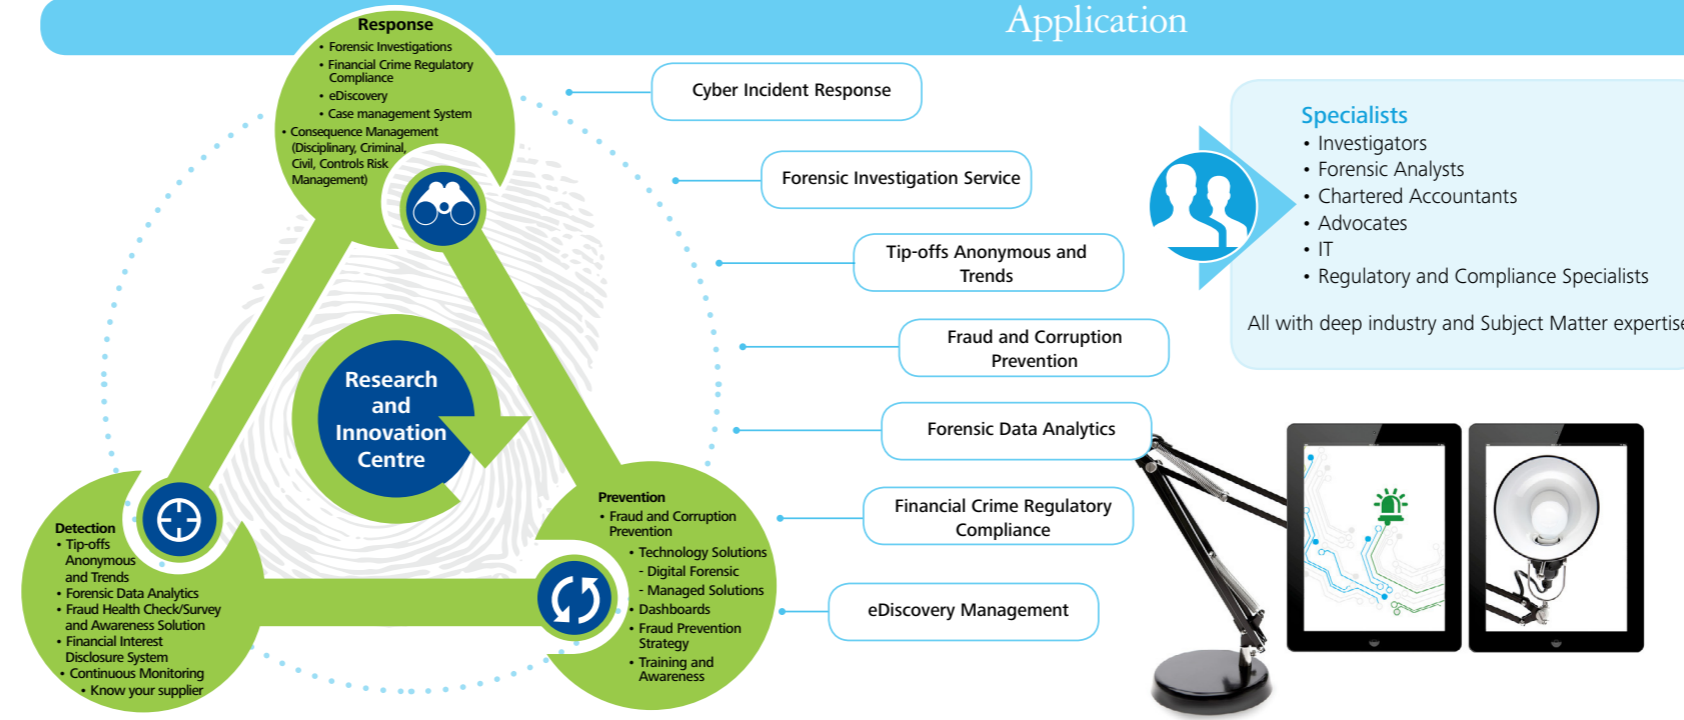 Application
Response
• Forensic Investigations
• Financial Crime Regulatory
Compliance
• eDiscovery
• Case management System
• Consequence Management
(Disciplinary, Criminal,
Civil, Controls Risk
Management)
Research
and
Innovation
Centre
Detection
• Tip-offs
Anonymous
and Trends
• Forensic Data Analytics
• Fraud Health Check/Survey
and Awareness Solution
• Financial Interest
Disclosure System
• Continuous Monitoring
• Know your supplier
Prevention
• Fraud and Corruption
Prevention
• Technology Solutions
- Digital Forensic
- Managed Solutions
• Dashboards
• Fraud Prevention
Strategy
• Training and
Awareness
Cyber Incident Response
Forensic Investigation Service
Tip-offs Anonymous and
Trends
Fraud and Corruption
Prevention
Forensic Data Analytics
Financial Crime Regulatory
Compliance
eDiscovery Management
Specialists
• Investigators
• Forensic Analysts
• Chartered Accountants
• Advocates
• IT
• Regulatory and Compliance Specialists
All with deep industry and Subject Matter expertise